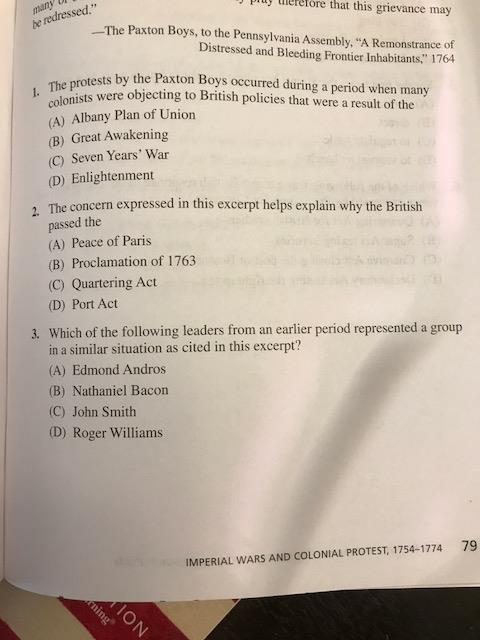 many
be redressed."
pray therefore that this grievance may
—The Paxton Boys, to the Pennsylvania Assembly, "A Remonstrance of
Distressed and Bleeding Frontier Inhabitants," 1764
1. The protests by the Paxton Boys occurred during a period when many
colonists were objecting to British policies that were a result of the
(A) Albany Plan of Union
(B) Great Awakening
(C) Seven Years' War
(D) Enlightenment
2. The concern expressed in this excerpt helps explain why the British
passed the
(A) Peace of Paris
(B) Proclamation of 1763
(C) Quartering Act
(D) Port Act
3. Which of the following leaders from an earlier period represented a group
in a similar situation as cited in this excerpt?
(A) Edmond Andros
(B) Nathaniel Bacon
(C) John Smith
(D) Roger Williams
IMPERIAL WARS AND COLONIAL PROTEST, 1754–1774 79